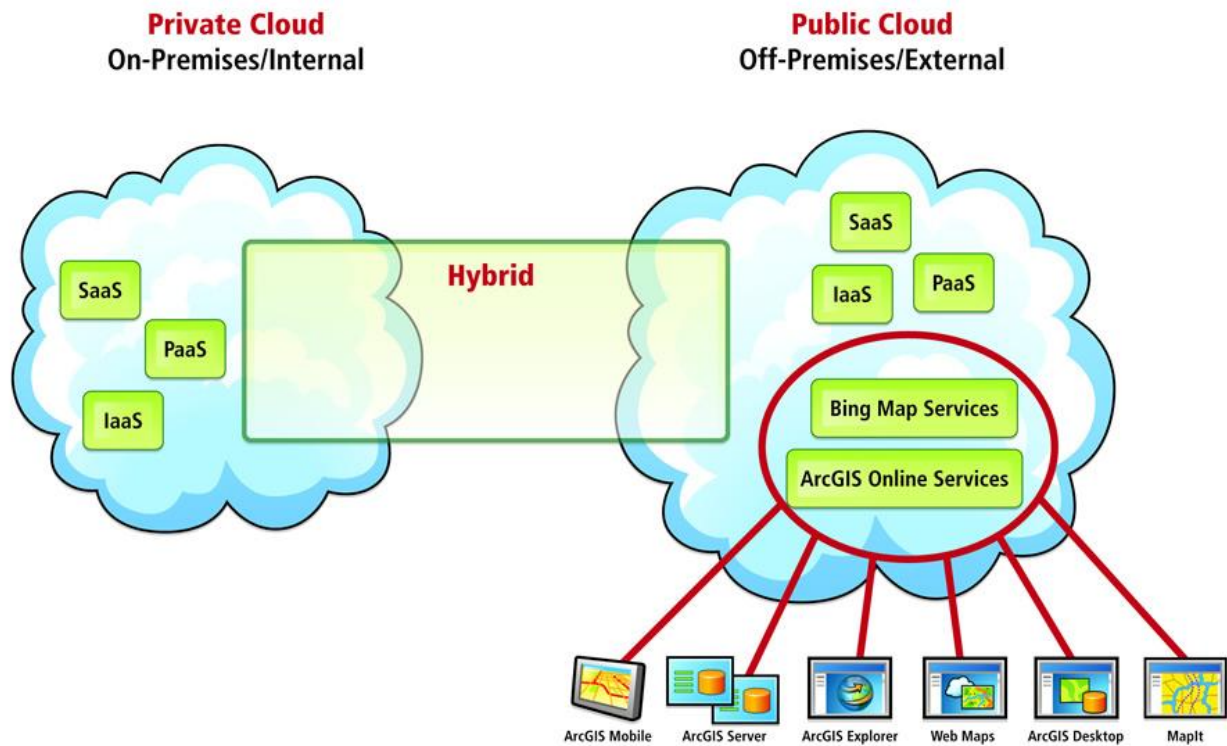 Private Cloud
On-Premises/Internal
Public Cloud
Off-Premises/External
Hybrid
SaaS
PaaS
IaaS
SaaS
IaaS
PaaS
Bing Map Services
ArcGIS Online Services
ArcGIS Mobile
ArcGIS Server
ArcGIS Explorer
Web Maps
ArcGIS Desktop
MapIt